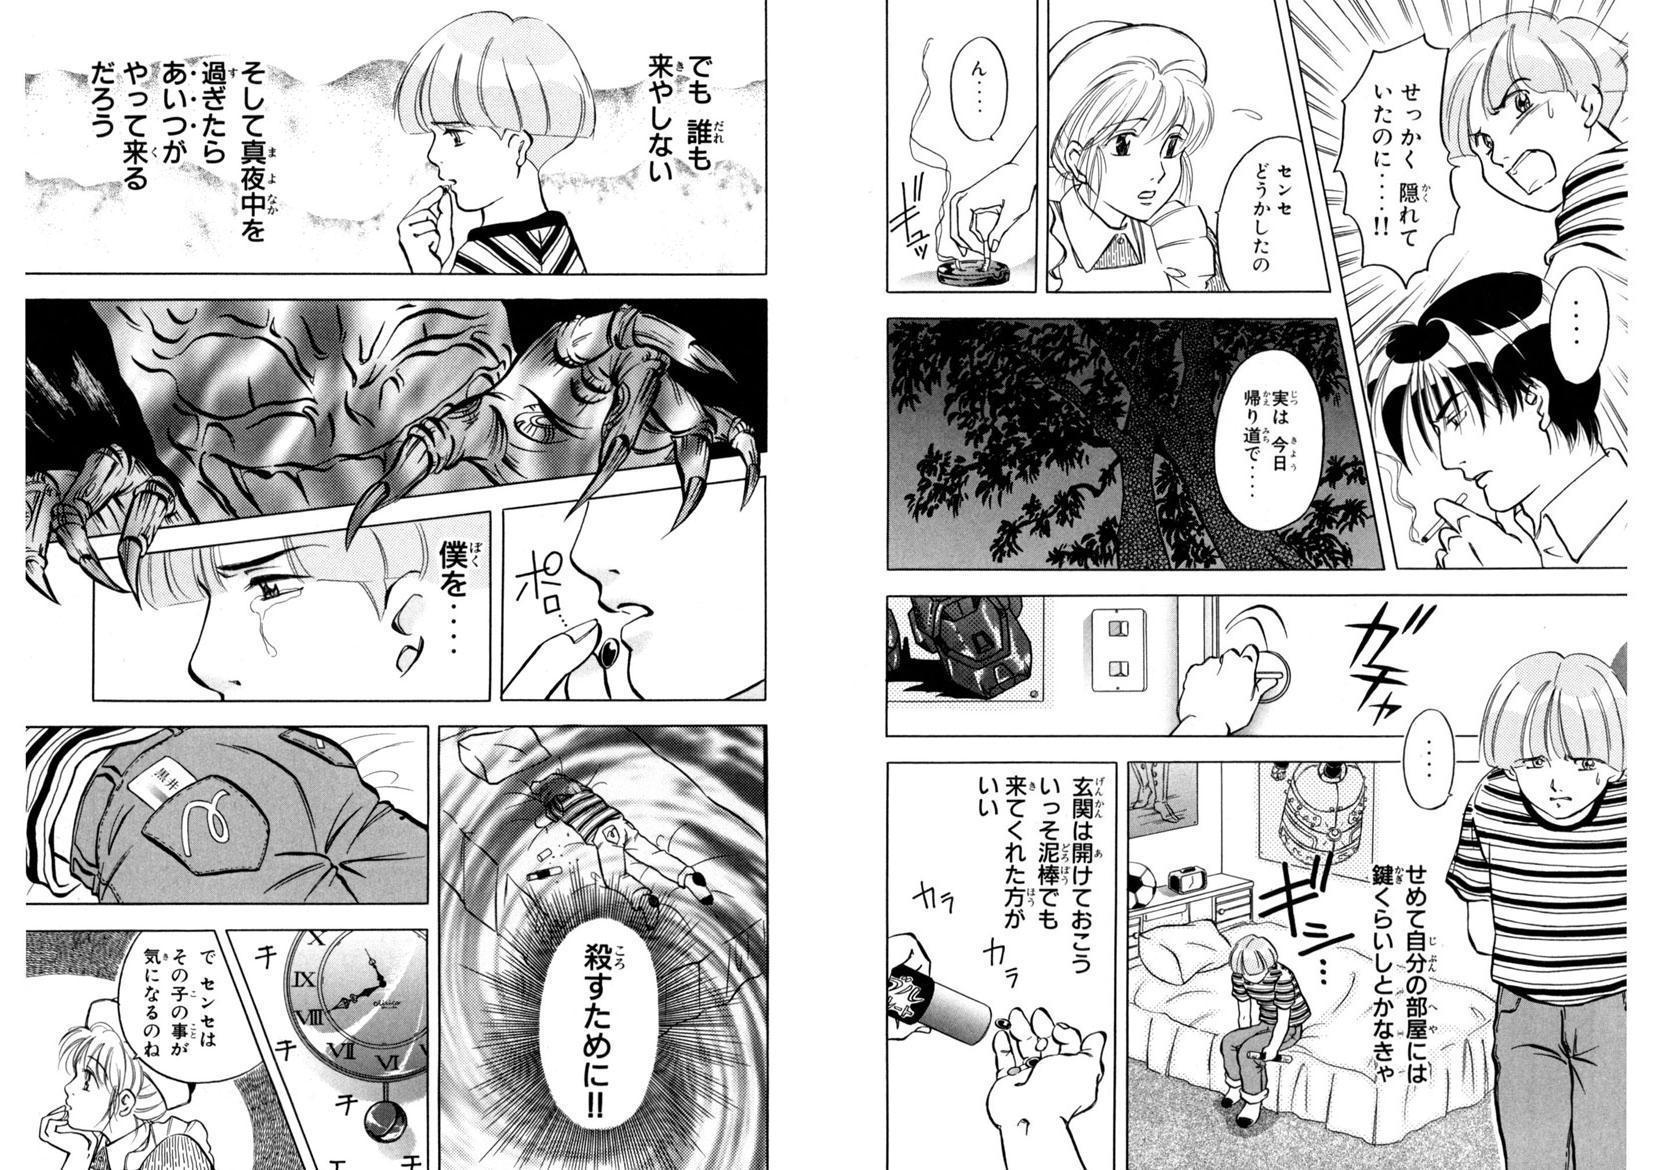 せっかく 隠れて
いたのに‥‥!!
‥‥
センセ
どうかしたの
ん‥‥
ギュッ
実は 今日
帰り道で‥‥
ガチャ
‥‥
せめて自分の部屋には
鍵くらいしとかなきゃ
ギシ…
玄関は開けておこう
いっそ泥棒でも
来てくれた方が
いい
カラ
カラ
でも 誰も
来やしない
そして真夜中を
過ぎたら
あいつが
やって来る
だろう
ポロ…
僕を‥‥
殺すために!!
黒井
チ
チ
チ
チ
X
IX
VIII
VII
VI
で センセは
その子の事が
気になるのね